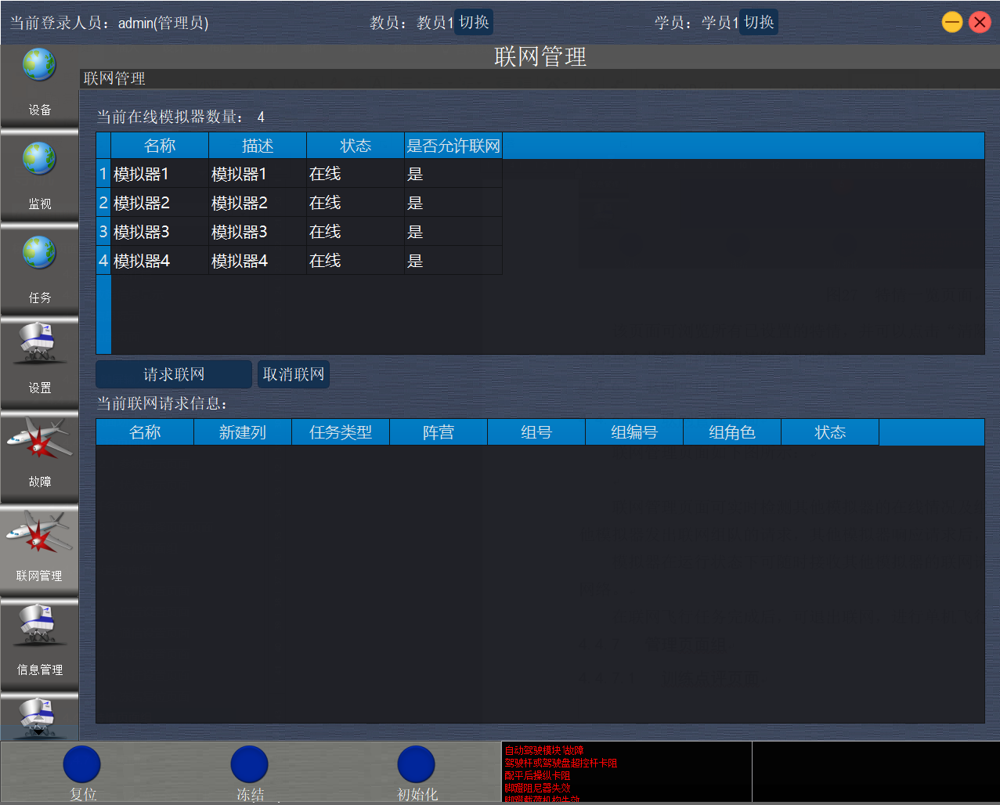 当前登录人员：admin(管理员)
教员：教员1 切换
学员：学员1 切换
联网管理
联网管理
设备
监视
任务
设置
故障
联网管理
信息管理
当前在线模拟器数量： 4
名称 描述 状态 是否允许联网
1 模拟器1 模拟器1 在线 是
2 模拟器2 模拟器2 在线 是
3 模拟器3 模拟器3 在线 是
4 模拟器4 模拟器4 在线 是
请求联网 取消联网
当前联网请求信息：
名称 新建列 任务类型 阵营 组号 组编号 组角色 状态
复位 冻结 初始化
自动驾驶模块1故障
驾驶杆或驾驶盘超控杆卡阻
配平后操纵卡阻
脚蹬阻尼器失效
脚蹬载荷机构失效